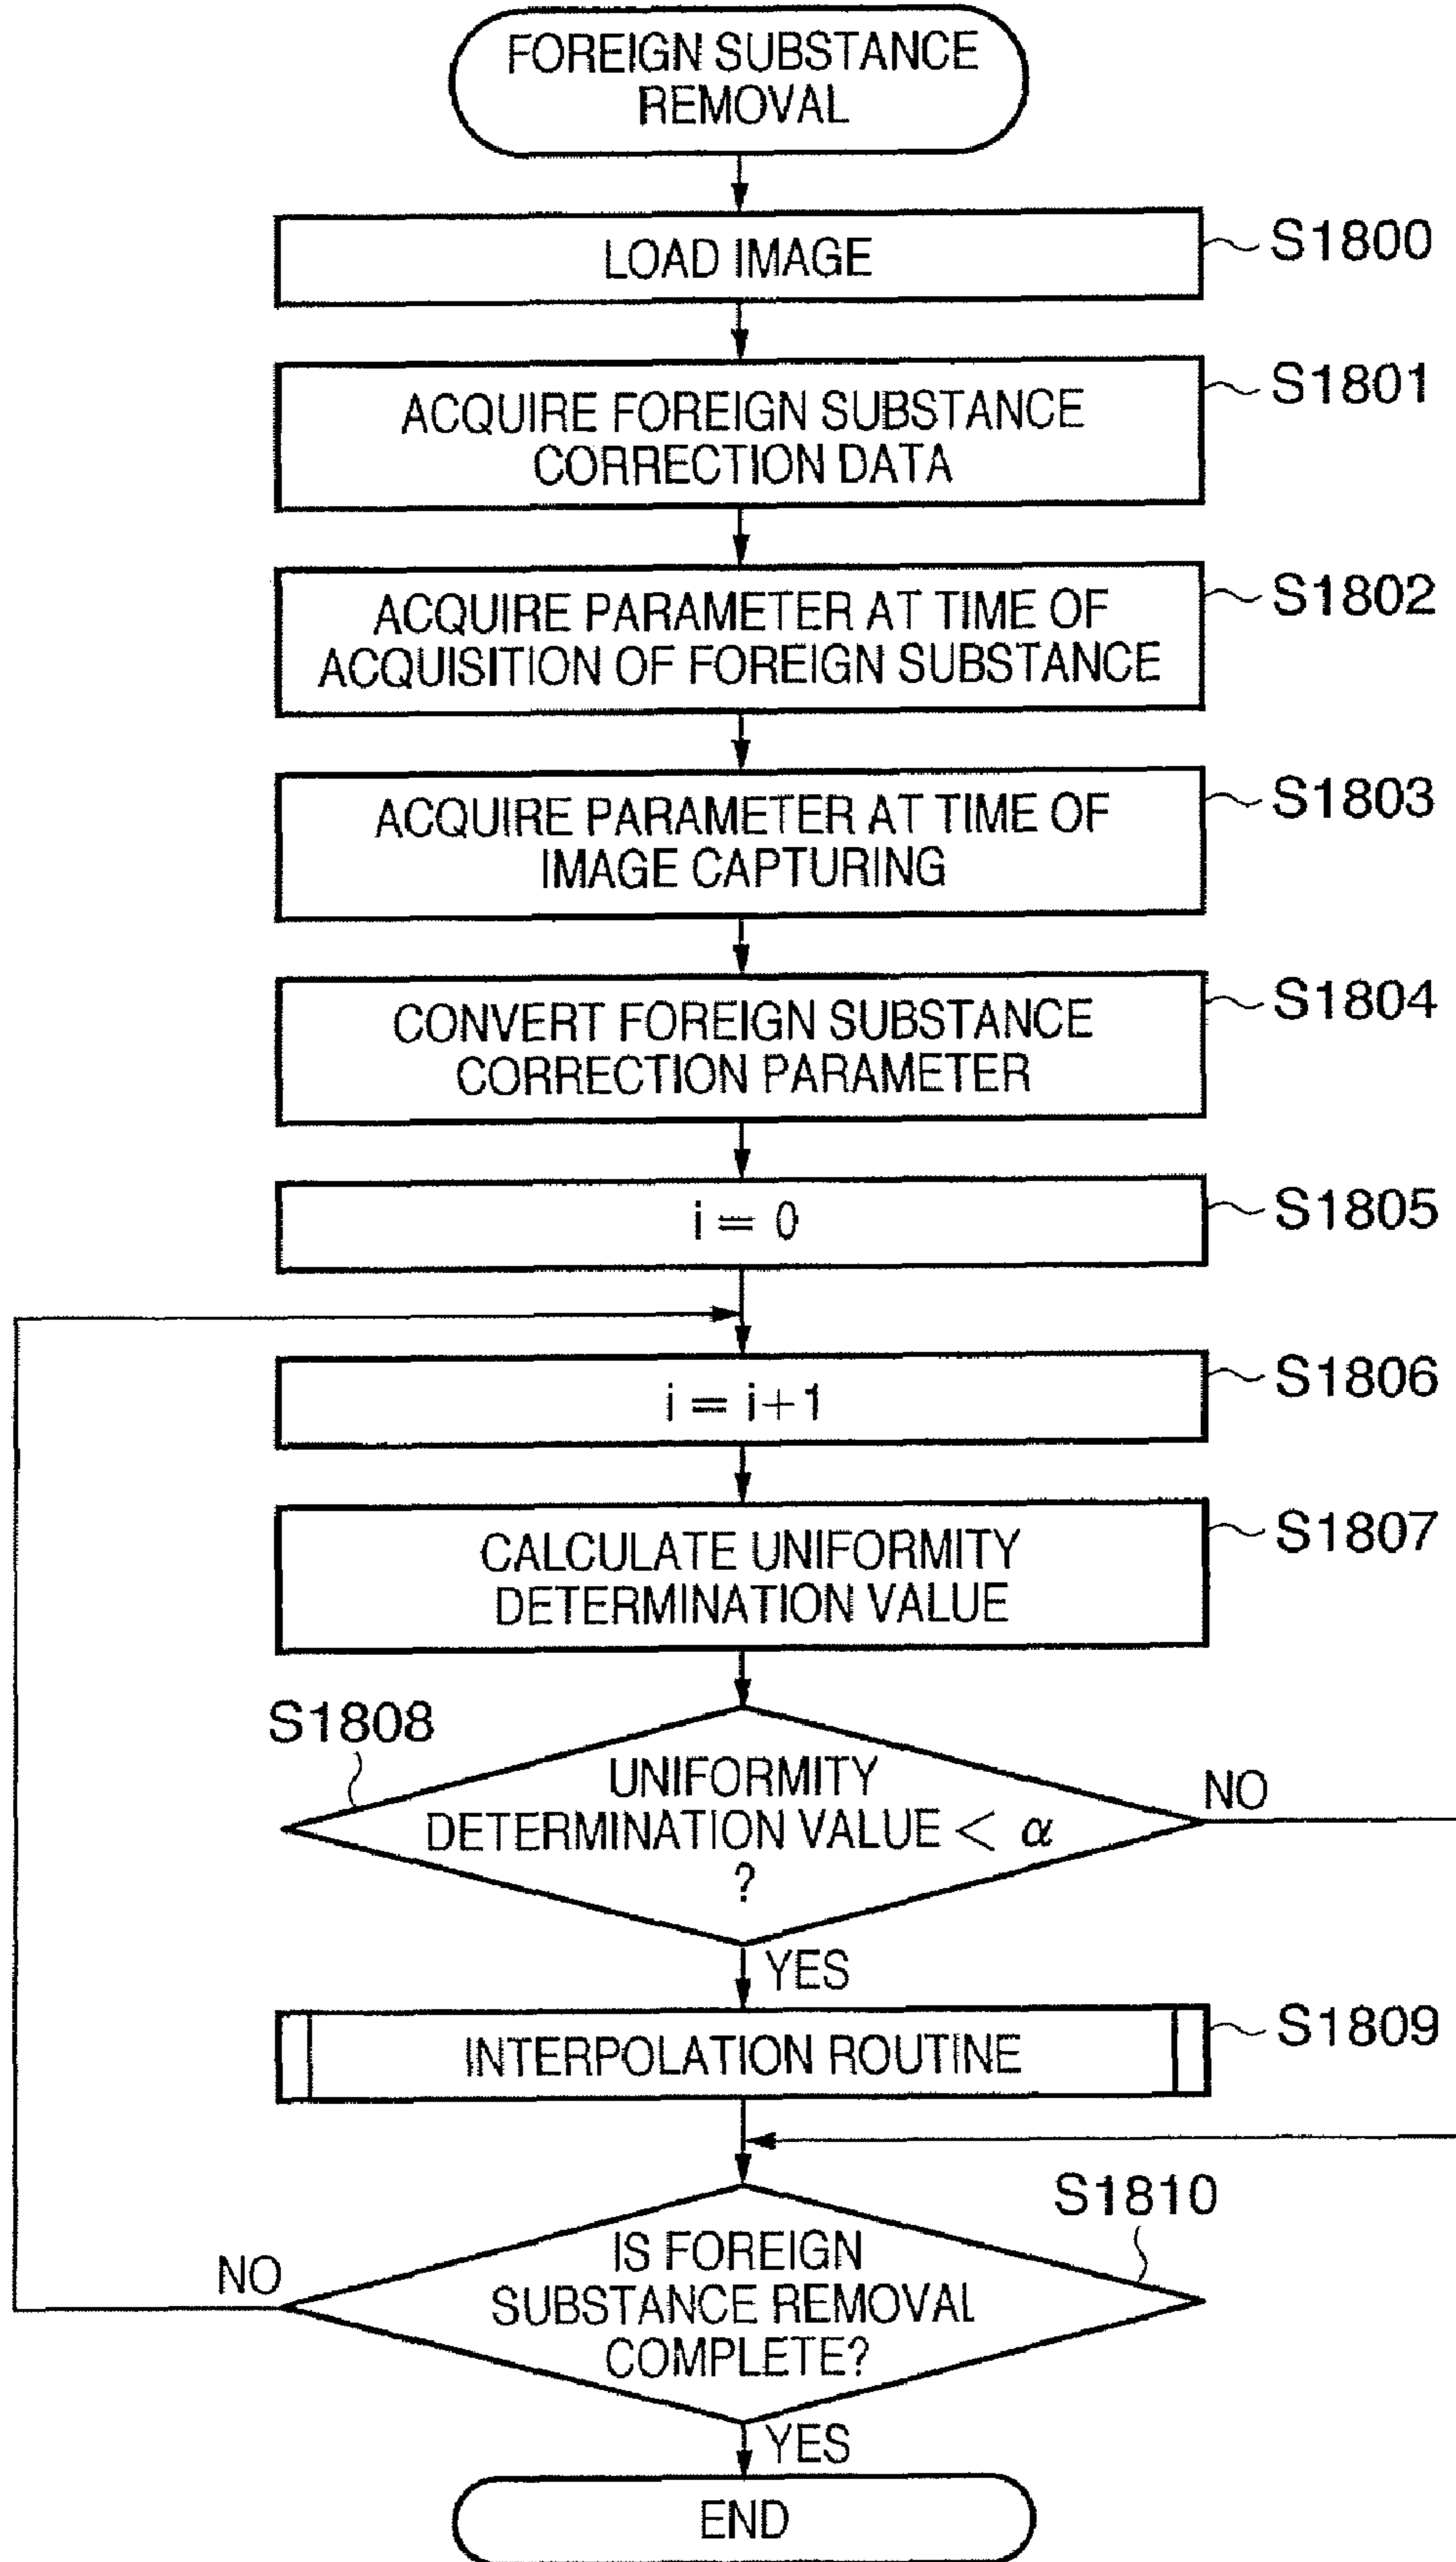 FOREIGN SUBSTANCE
REMOVAL
LOAD IMAGE
S1800
ACQUIRE FOREIGN SUBSTANCE
CORRECTION DATA
S1801
ACQUIRE PARAMETER AT TIME OF
ACQUISITION OF FOREIGN SUBSTANCE
S1802
ACQUIRE PARAMETER AT TIME OF
IMAGE CAPTURING
S1803
CONVERT FOREIGN SUBSTANCE
CORRECTION PARAMETER
S1804
i = 0
S1805
i = i+1
S1806
CALCULATE UNIFORMITY
DETERMINATION VALUE
S1807
S1808
UNIFORMITY
DETERMINATION VALUE < α
?
NO
YES
INTERPOLATION ROUTINE
S1809
S1810
IS FOREIGN
SUBSTANCE REMOVAL
COMPLETE?
NO
YES
END